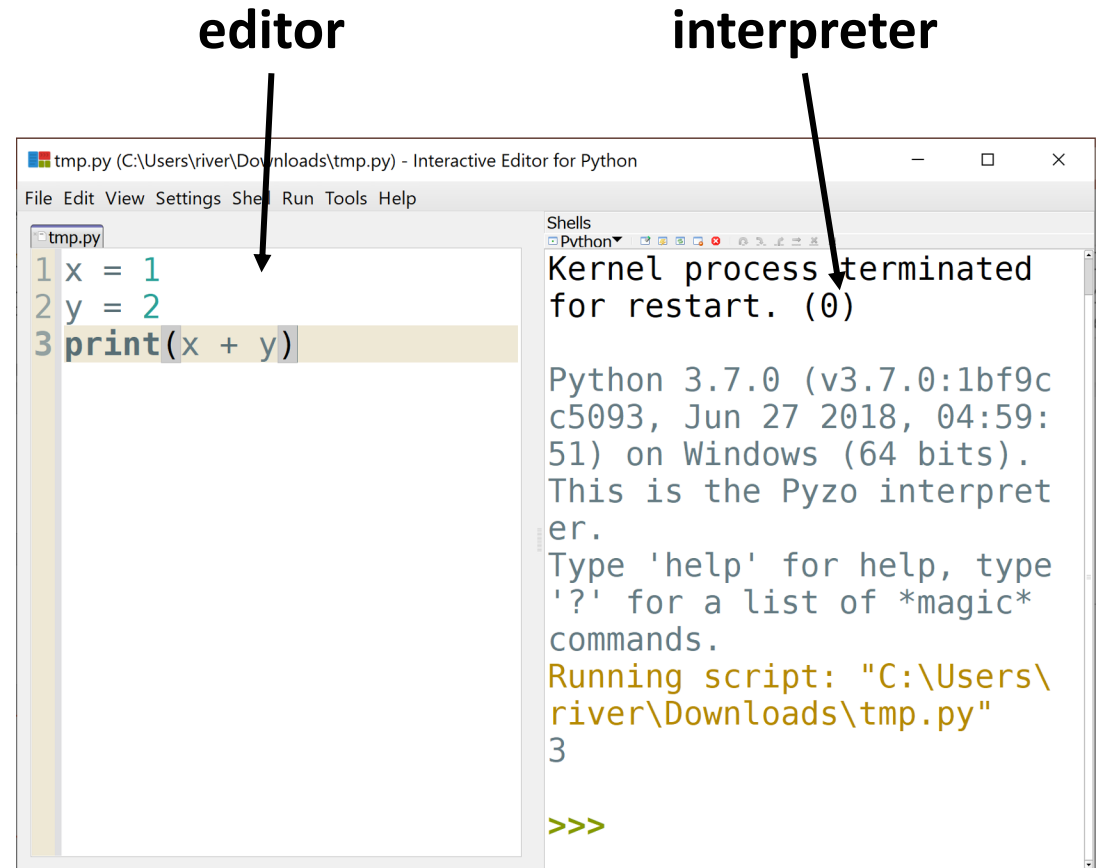 editor
interpreter
tmp.py (C:\Users\river\Downloads\tmp.py) - Interactive Editor for Python
File Edit View Settings Shell Run Tools Help
tmp.py
1 x = 1
2 y = 2
3 print(x + y)
Shells
Python
Kernel process terminated
for restart. (0)
Python 3.7.0 (v3.7.0:1bf9c
c5093, Jun 27 2018, 04:59:
51) on Windows (64 bits).
This is the Pyzo interpret
er.
Type 'help' for help, type
'?' for a list of *magic*
commands.
Running script: "C:\Users\
river\Downloads\tmp.py"
3
>>>